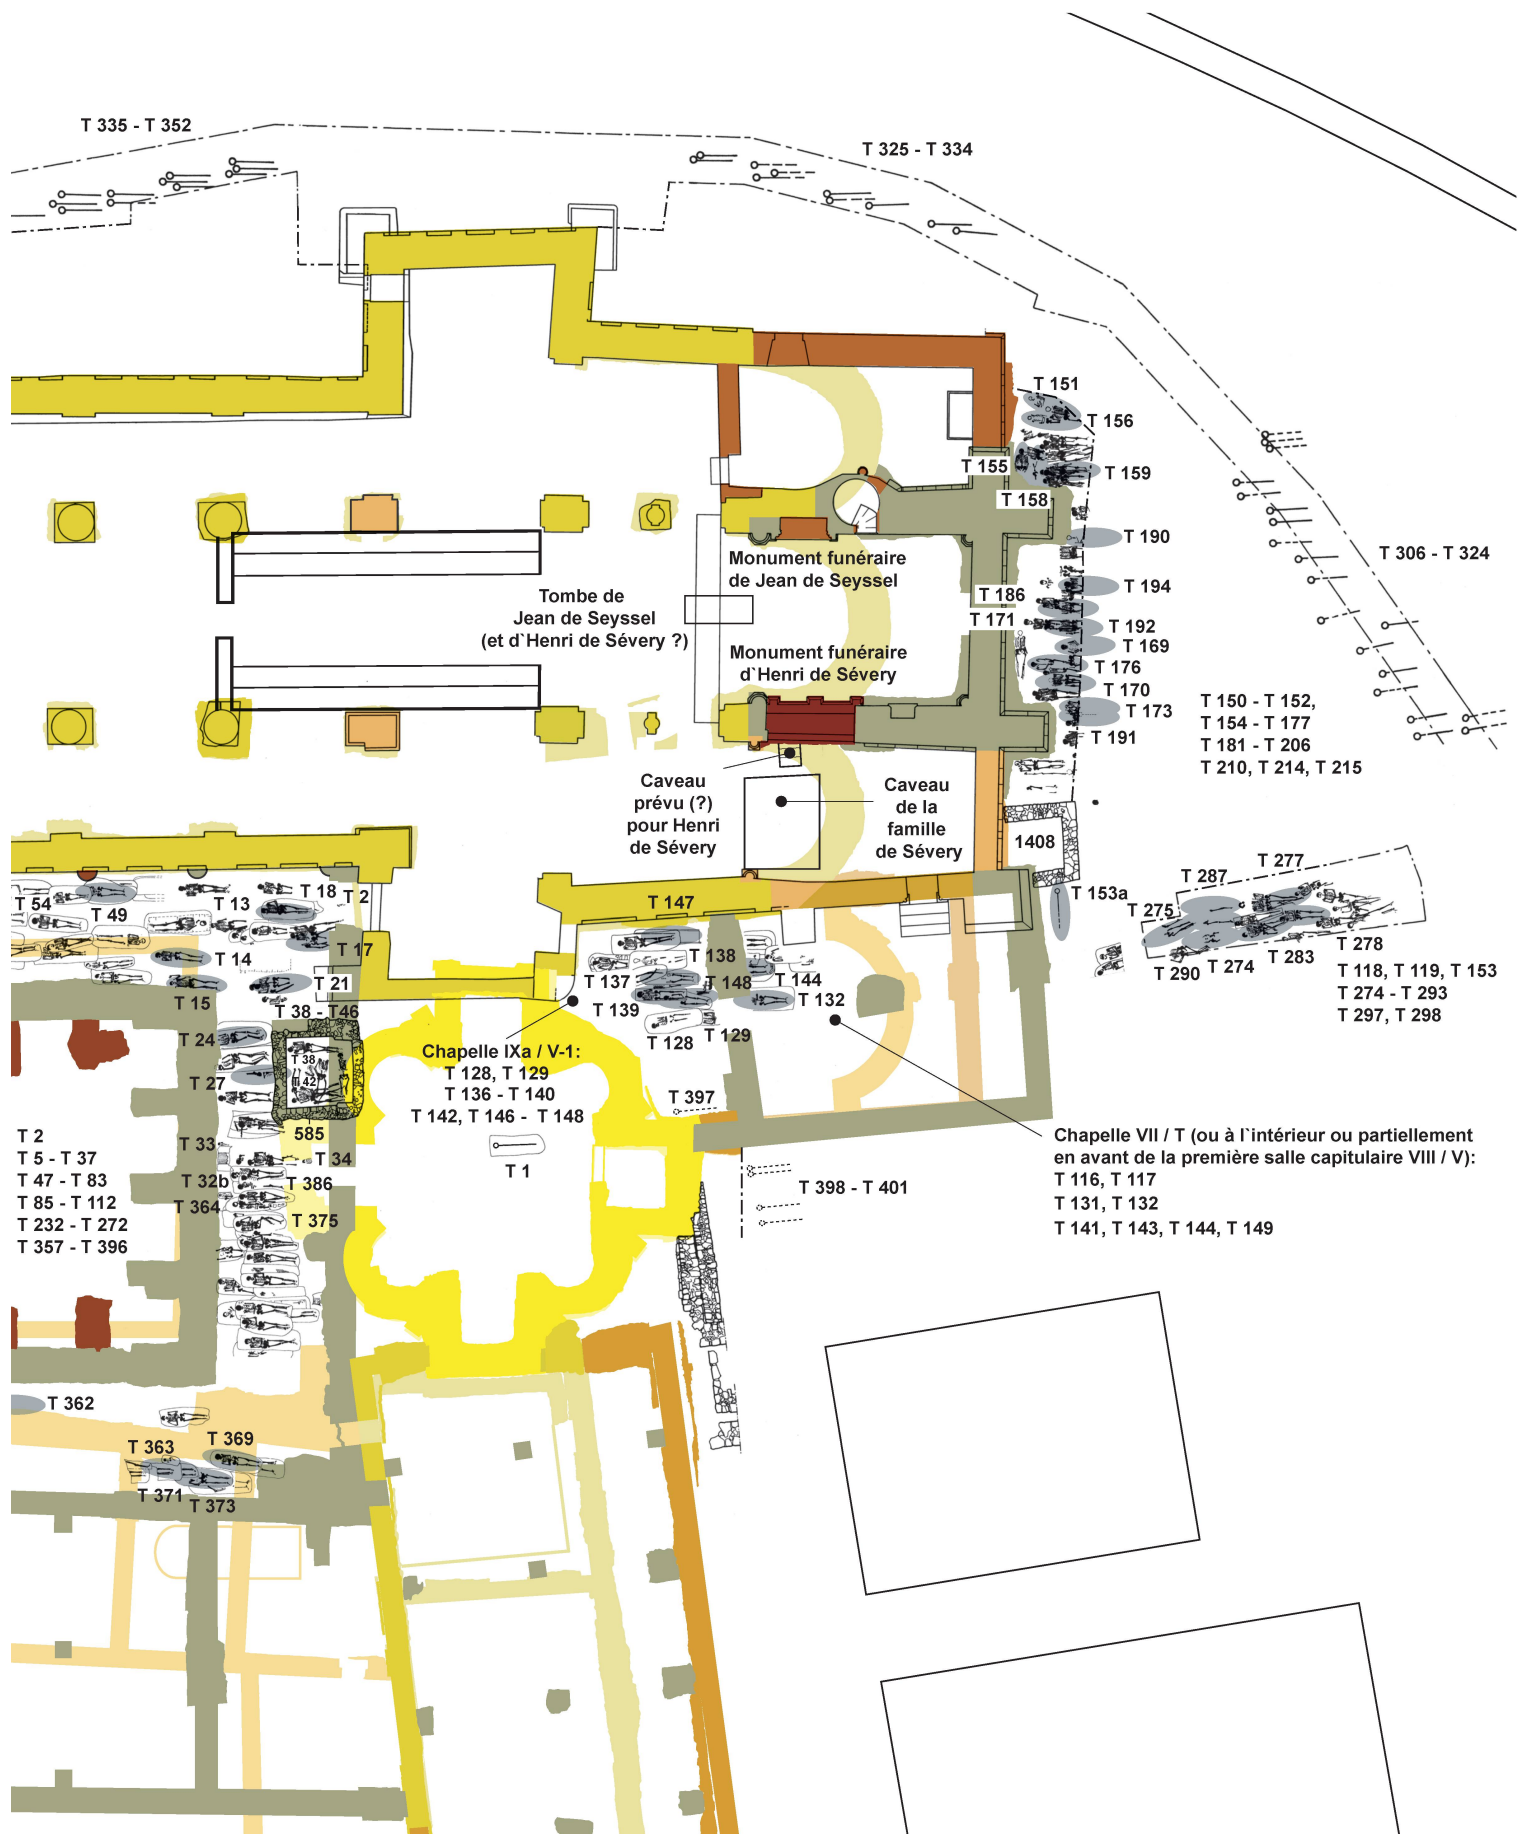 T 335 - T 352
T 325 - T 334
T 151
T 156
T 155
T 159
T 158
T 190
T 306 - T 324
Monument funéraire
de Jean de Seyssel
T 194
T 186
Tombe de
Jean de Seyssel
(et d`Henri de Sévery ?)
T 171
T 192
T 169
Monument funéraire
d`Henri de Sévery
T 176
T 170
T 173
T 191
T 150 - T 152,
T 154 - T 177
T 181 - T 206
T 210, T 214, T 215
Caveau
prévu (?)
pour Henri
de Sévery
Caveau
de la
famille
de Sévery
1408
T 153a
T 277
T 287
T 275
T 290
T 274
T 283
T 278
T 118, T 119, T 153
T 274 - T 293
T 297, T 298
T 54
T 49
T 13
T 18
T 2
T 147
T 14
T 17
T 138
T 137
T 148
T 144
T 15
T 21
T 139
T 132
T 38 - T46
T 24
T 128
T 129
T 38
T 42
T 27
Chapelle IXa / V-1:
T 128, T 129
T 136 - T 140
T 142, T 146 - T 148
T 397
585
T 33
T 34
T 1
T 32b
T 386
T 364
T 375
T 2
T 5 - T 37
T 47 - T 83
T 85 - T 112
T 232 - T 272
T 357 - T 396
T 398 - T 401
Chapelle VII / T (ou à l`intérieur ou partiellement
en avant de la première salle capitulaire VIII / V):
T 116, T 117
T 131, T 132
T 141, T 143, T 144, T 149
T 362
T 363
T 369
T 371
T 373